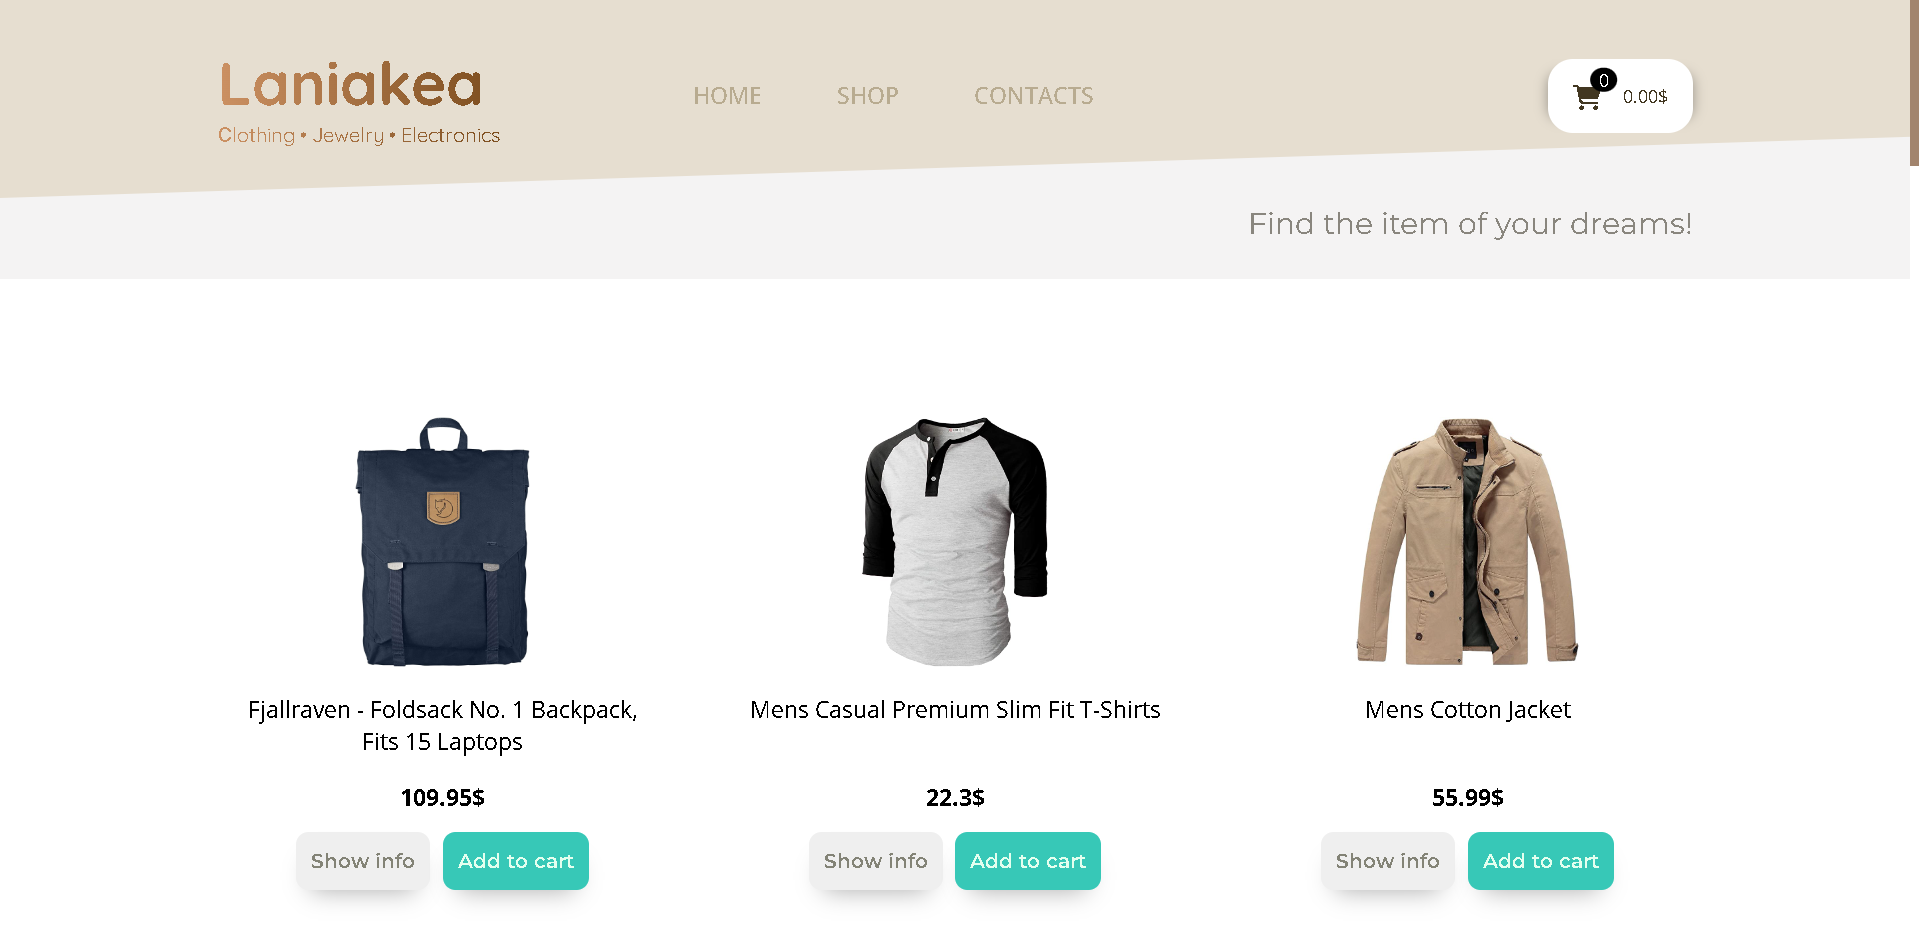 Laniakea
Clothing • Jewelry • Electronics
HOME
SHOP
CONTACTS
0
0.00$
Find the item of your dreams!
Fjallraven - Foldsack No. 1 Backpack,
Fits 15 Laptops
109.95$
Show info
Add to cart
Mens Casual Premium Slim Fit T-Shirts
22.3$
Show info
Add to cart
Mens Cotton Jacket
55.99$
Show info
Add to cart